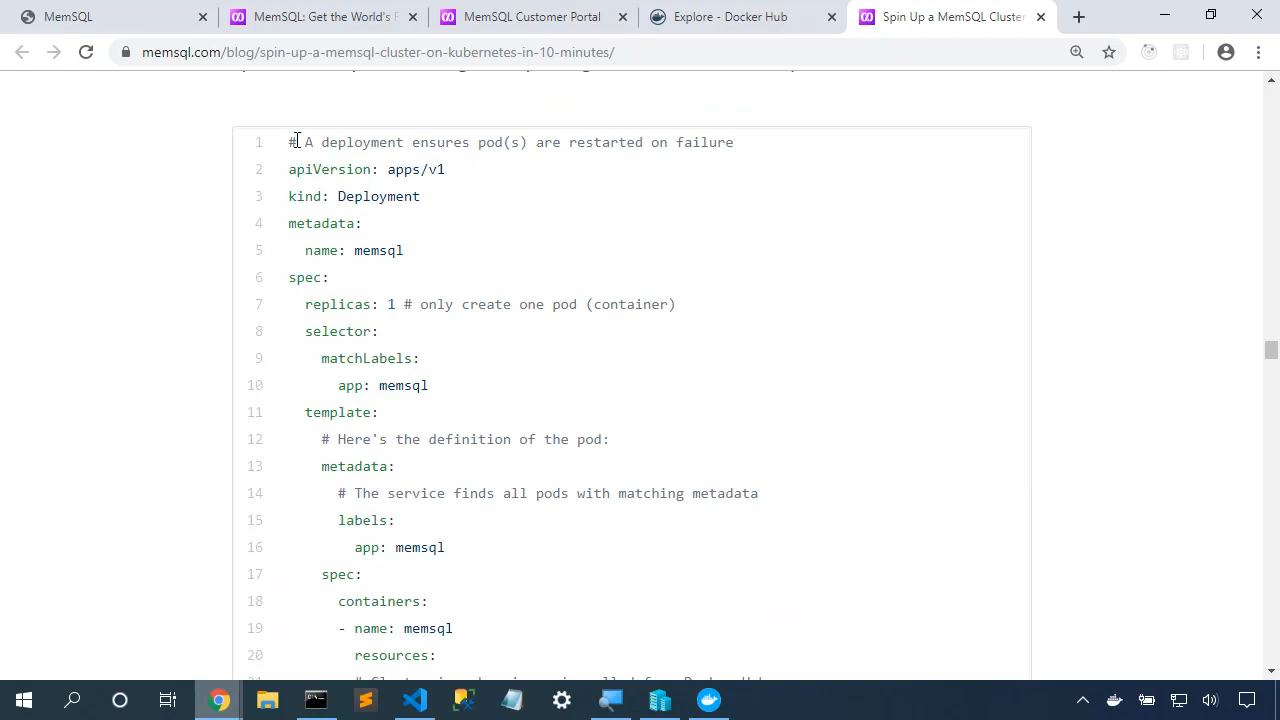 MemSQL
MemSQL: Get the World's F
MemSQL Customer Portal
Explore - Docker Hub
Spin Up a MemSQL Cluster
memsql.com/blog/spin-up-a-memsql-cluster-on-kubernetes-in-10-minutes/
1 # A deployment ensures pod(s) are restarted on failure
2 apiVersion: apps/v1
3 kind: Deployment
4 metadata:
5 name: memsql
6 spec:
7 replicas: 1 # only create one pod (container)
8 selector:
9 matchLabels:
10 app: memsql
11 template:
12 # Here's the definition of the pod:
13 metadata:
14 # The service finds all pods with matching metadata
15 labels:
16 app: memsql
17 spec:
18 containers:
19 - name: memsql
20 resources: